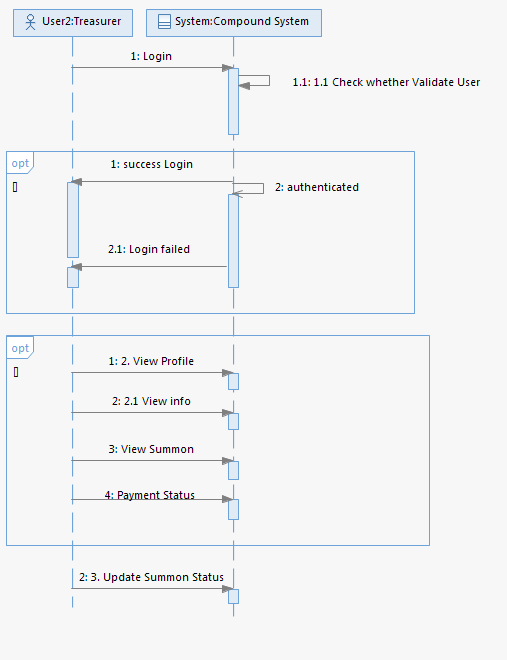 User2:Treasurer
System:Compound System
1: Login
1.1: 1.1 Check whether Validate User
opt
[]
1: success Login
2: authenticated
2.1: Login failed
opt
[]
1: 2. View Profile
2: 2.1 View info
3: View Summon
4: Payment Status
2: 3. Update Summon Status